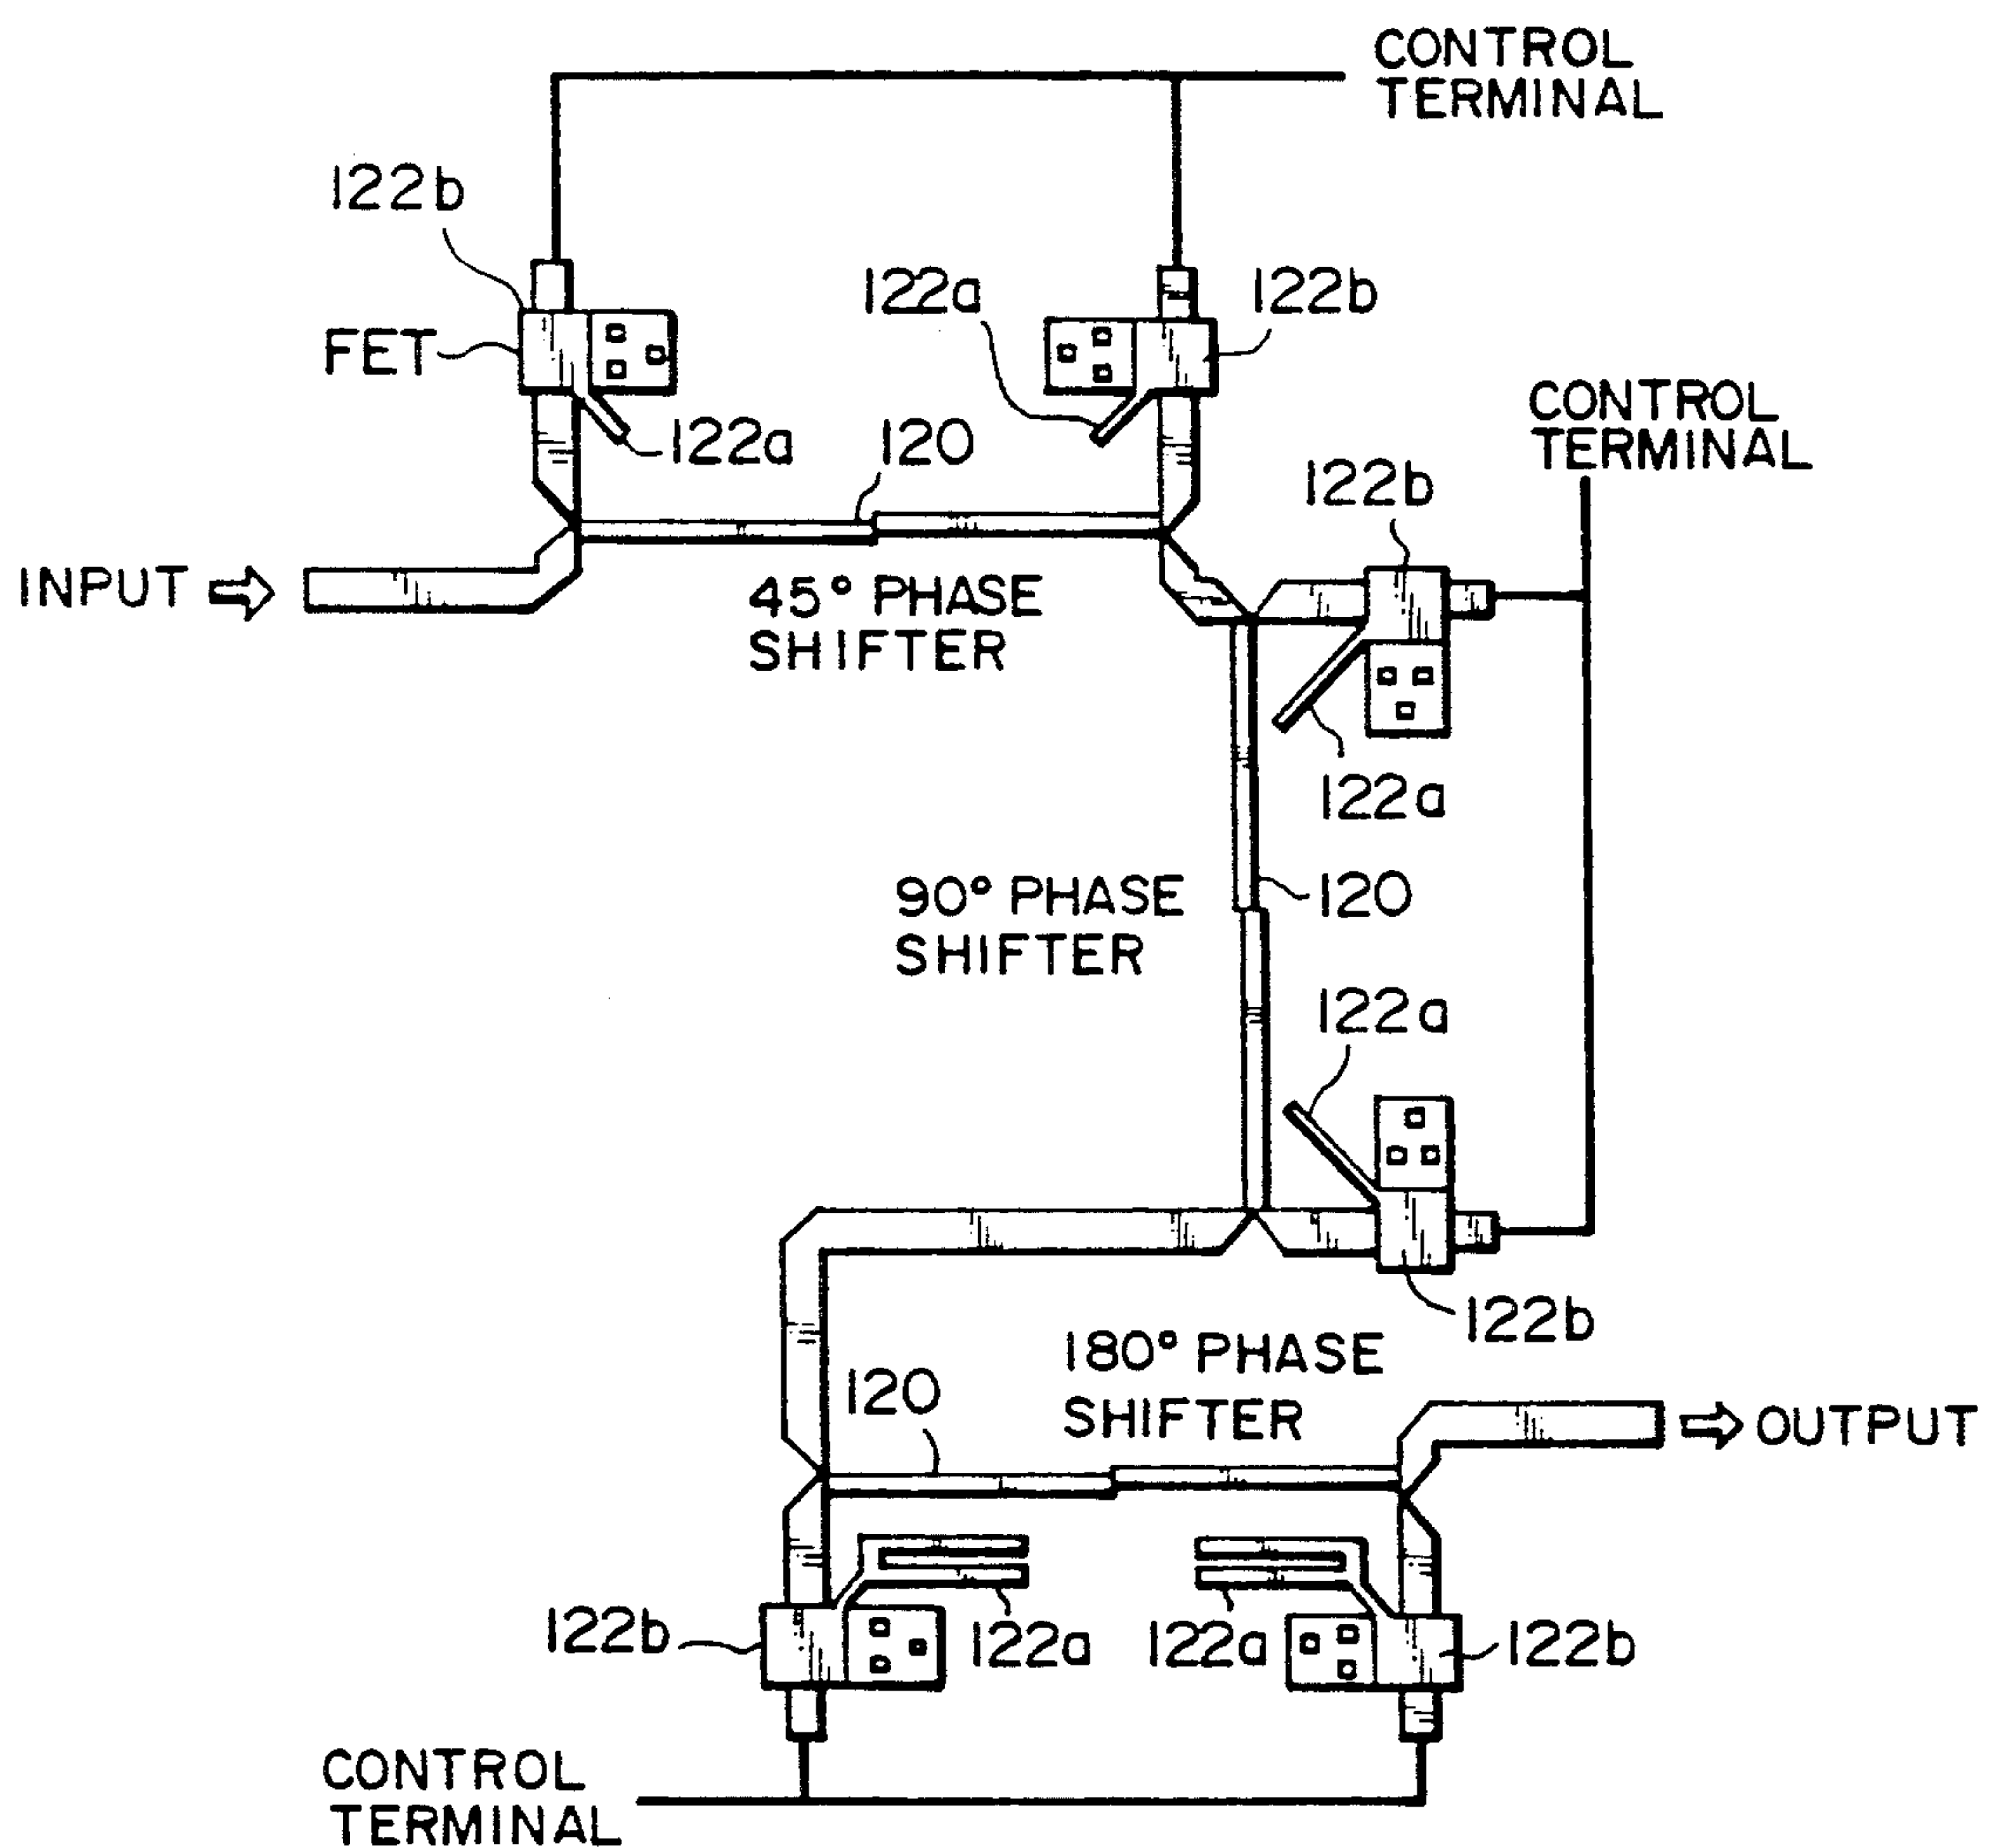 CONTROL
TERMINAL
122b
122a
122b
FET
122a
120
CONTROL
TERMINAL
122b
INPUT
45° PHASE
SHIFTER
122a
90° PHASE
SHIFTER
120
122a
122b
180° PHASE
SHIFTER
120
OUTPUT
122b
122a
122a
122b
CONTROL
TERMINAL